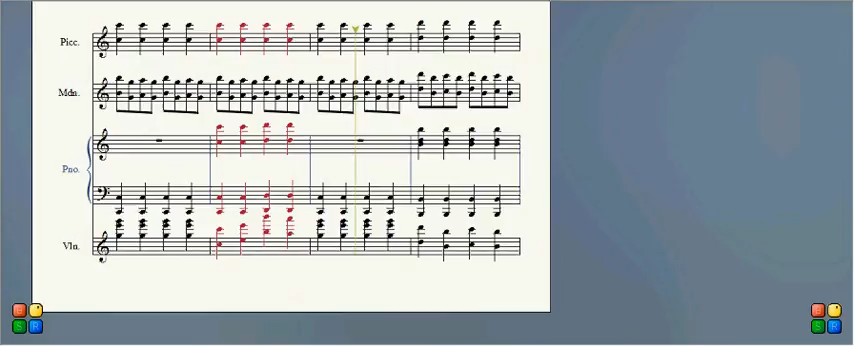 Picc.
Mdn.
Pno.
Vln.
B
S R
B
S R